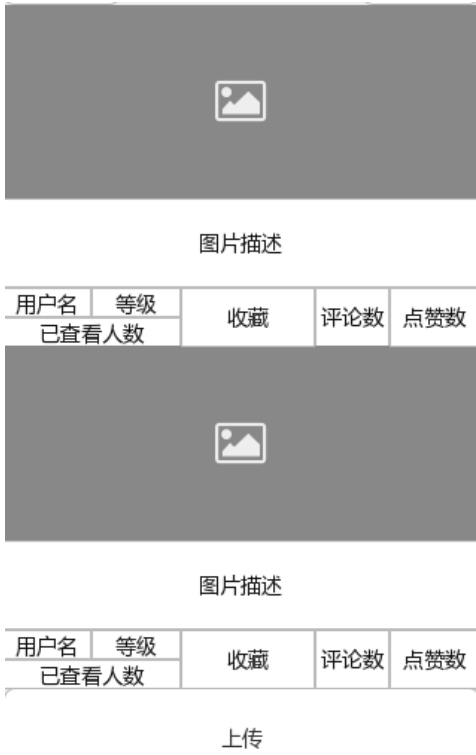 图片描述
用户名 等级 收藏 评论数 点赞数
已查看人数
图片描述
用户名 等级 收藏 评论数 点赞数
已查看人数
上传